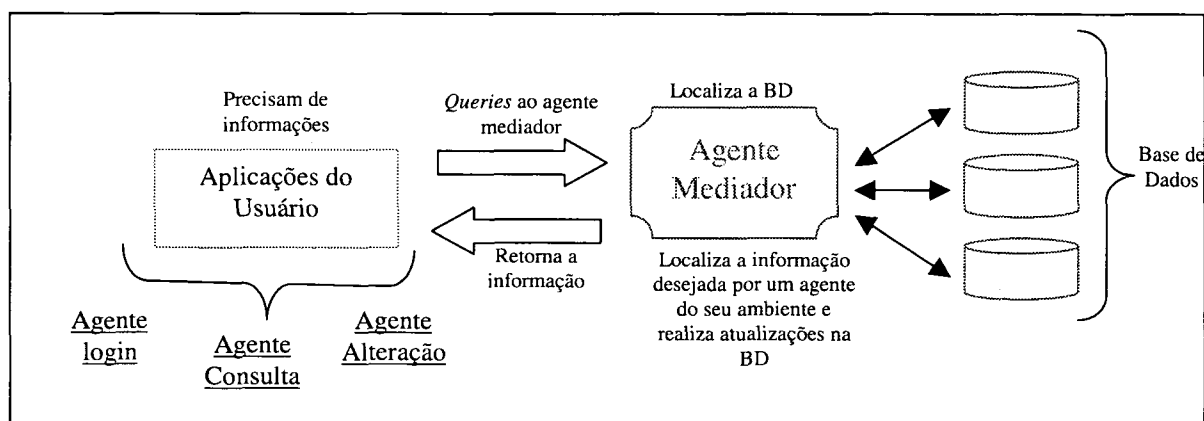 Precisam de
informações
Aplicações do
Usuário
Agente
login
Agente
Consulta
Agente
Alteração
Queries ao agente
mediador
Retorna a
informação
Localiza a BD
Agente
Mediador
Localiza a informação
desejada por um agente
do seu ambiente e
realiza atualizações na
BD
Base de
Dados